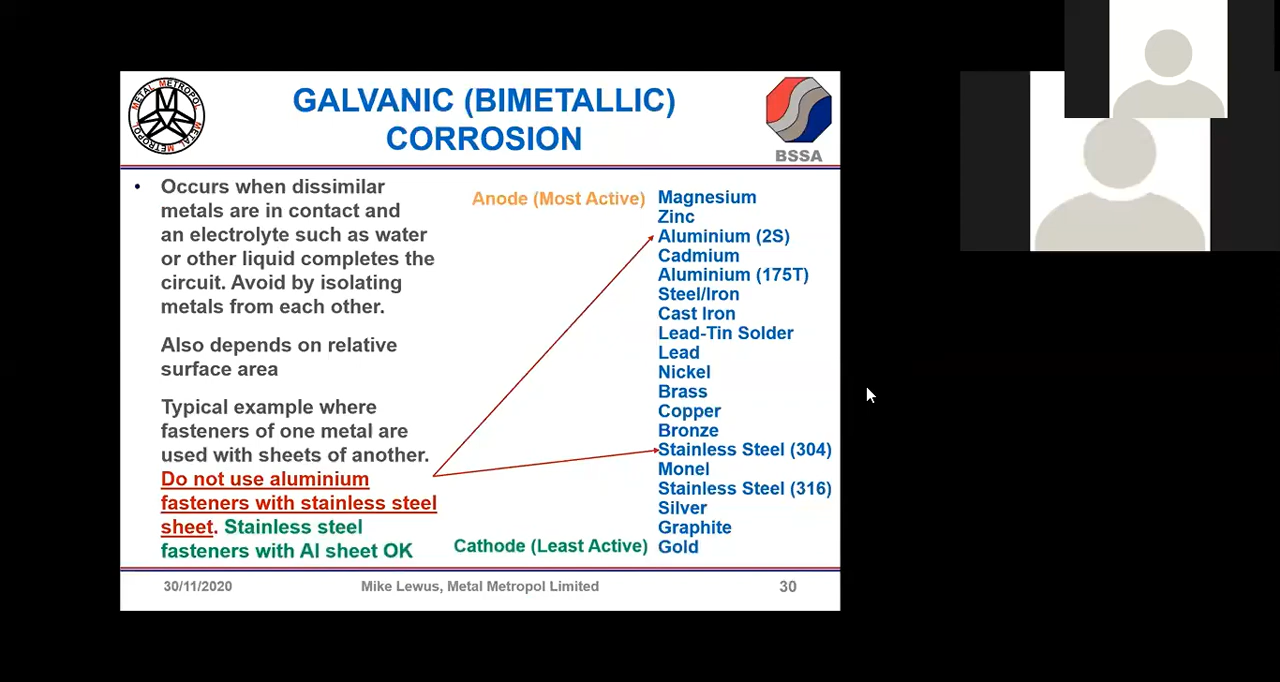 METAL METROPOL
METAL METROPOL
GALVANIC (BIMETALLIC)
CORROSION
BSSA
• Occurs when dissimilar
metals are in contact and
an electrolyte such as water
or other liquid completes the
circuit. Avoid by isolating
metals from each other.
Also depends on relative
surface area
Typical example where
fasteners of one metal are
used with sheets of another.
Do not use aluminium
fasteners with stainless steel
sheet. Stainless steel
fasteners with Al sheet OK
Anode (Most Active)
Magnesium
Zinc
Aluminium (2S)
Cadmium
Aluminium (175T)
Steel/Iron
Cast Iron
Lead-Tin Solder
Lead
Nickel
Brass
Copper
Bronze
Stainless Steel (304)
Monel
Stainless Steel (316)
Silver
Graphite
Cathode (Least Active) Gold
30/11/2020 Mike Lewus, Metal Metropol Limited 30